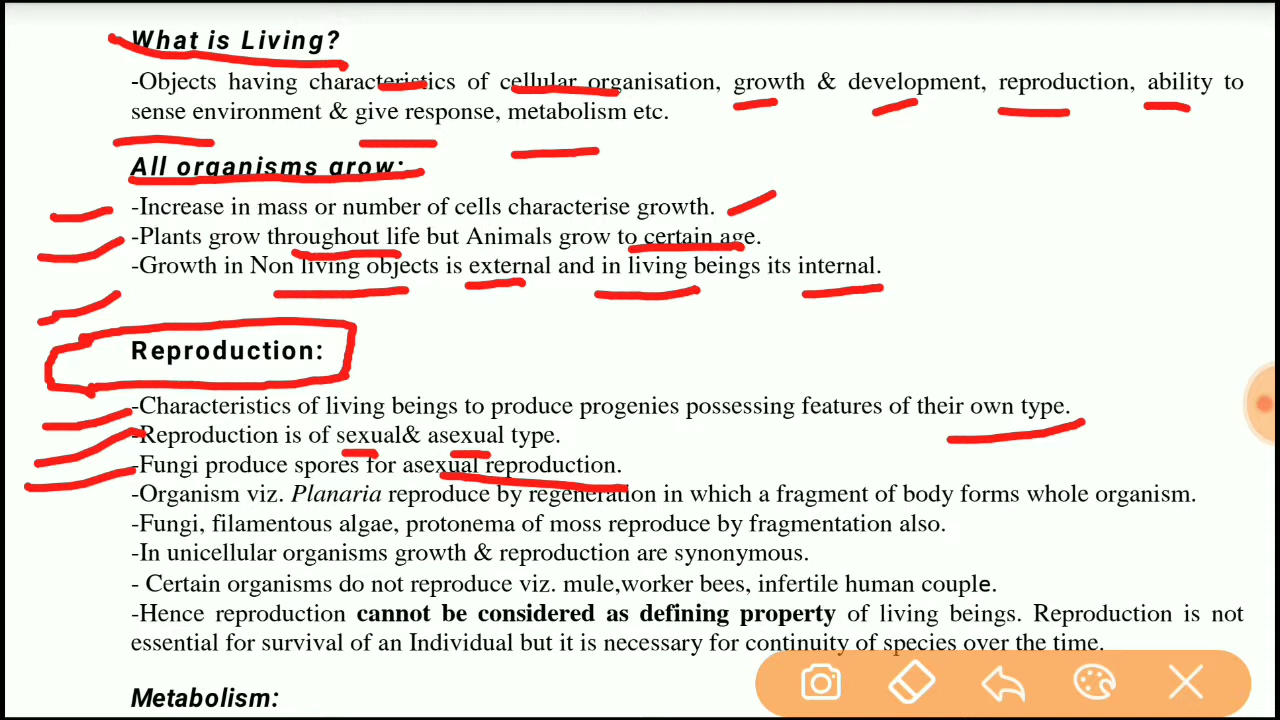 What is Living?
-Objects having characteristics of cellular organisation, growth & development, reproduction, ability to
sense environment & give response, metabolism etc.
All organisms grow:
-Increase in mass or number of cells characterise growth.
-Plants grow throughout life but Animals grow to certain age.
-Growth in Non living objects is external and in living beings its internal.
Reproduction:
-Characteristics of living beings to produce progenies possessing features of their own type.
-Reproduction is of sexual& asexual type.
-Fungi produce spores for asexual reproduction.
-Organism viz. Planaria reproduce by regeneration in which a fragment of body forms whole organism.
-Fungi, filamentous algae, protonema of moss reproduce by fragmentation also.
-In unicellular organisms growth & reproduction are synonymous.
- Certain organisms do not reproduce viz. mule,worker bees, infertile human couple.
-Hence reproduction cannot be considered as defining property of living beings. Reproduction is not
essential for survival of an Individual but it is necessary for continuity of species over the time.
Metabolism: